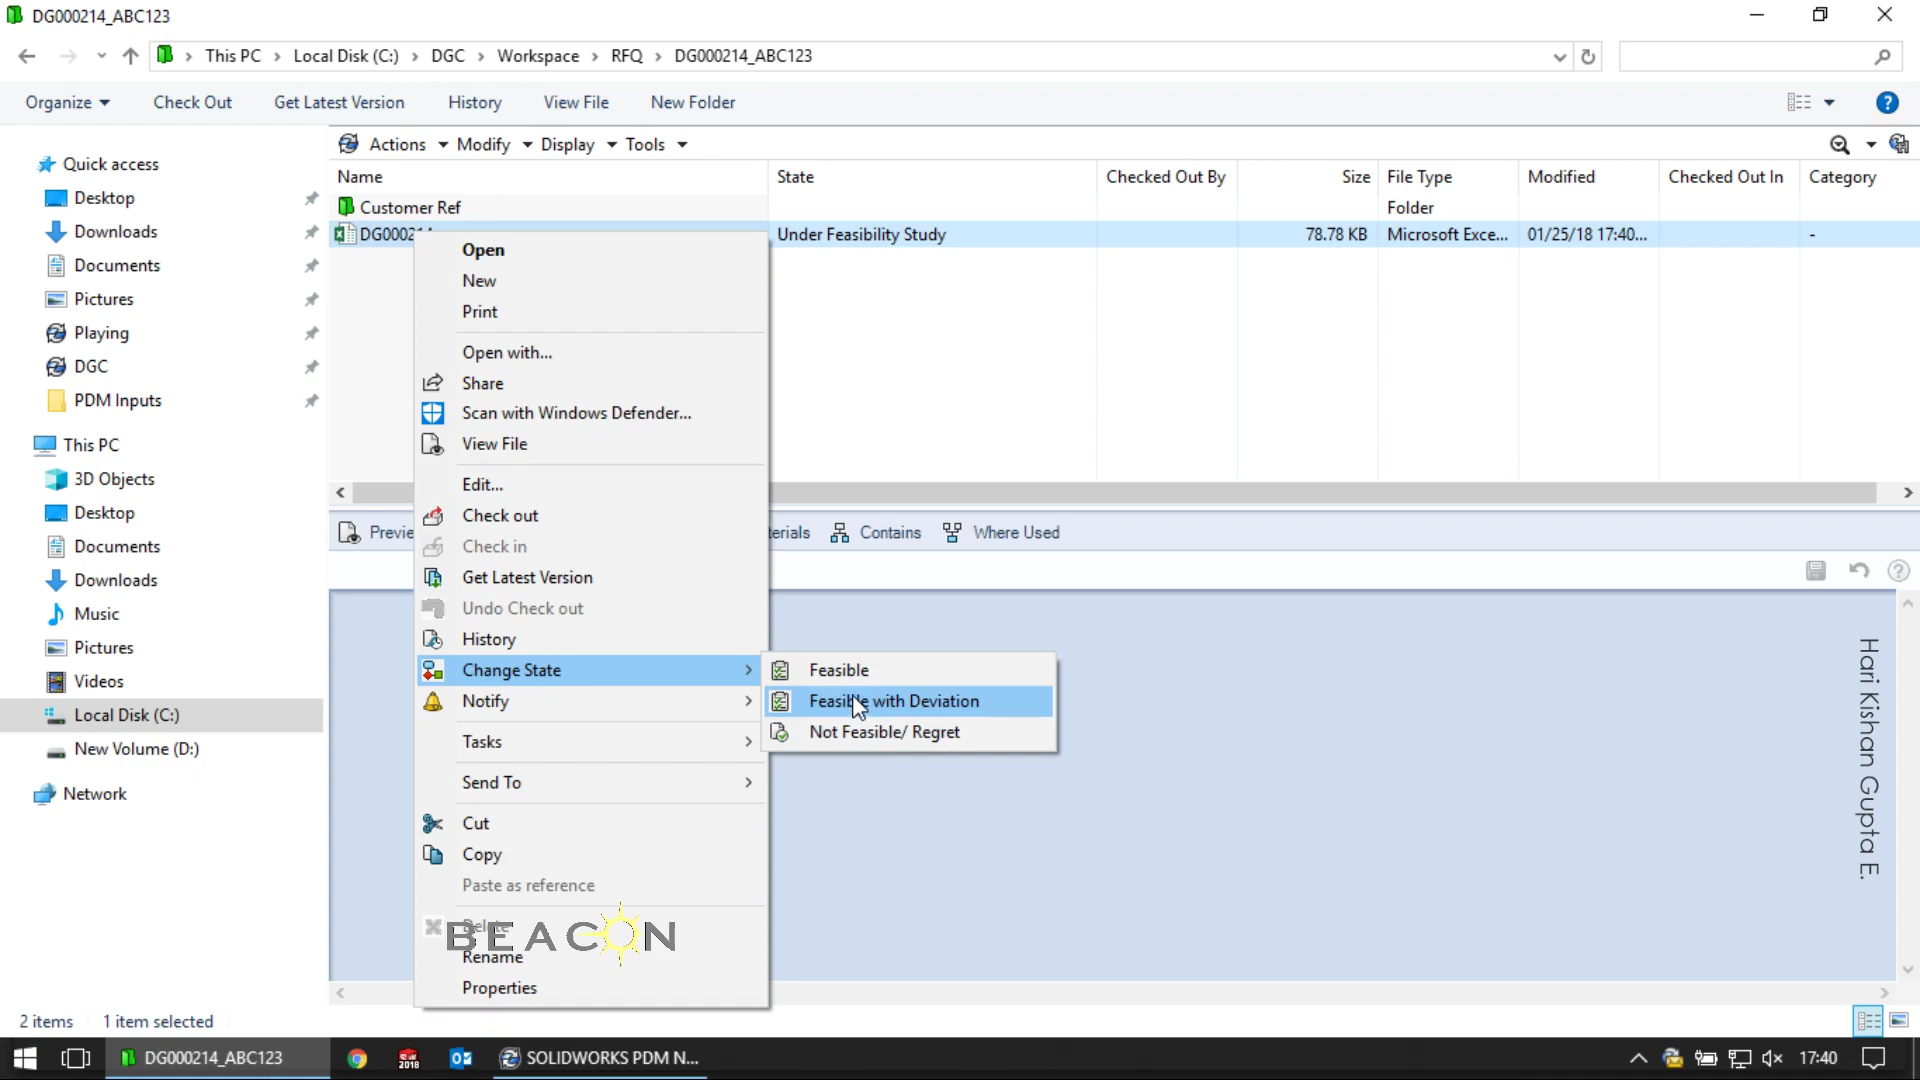 DG000214_ABC123
This PC > Local Disk (C:) > DGC > Workspace > RFQ > DG000214_ABC123
Organize Check Out Get Latest Version History View File New Folder
Actions Modify Display Tools
Name State Checked Out By Size File Type Modified Checked Out In Category
Customer Ref Folder
Under Feasibility Study 78.78 KB Microsoft Exce... 01/25/18 17:40... -
Quick access
Desktop
Downloads
Documents
Pictures
Playing
DGC
PDM Inputs
This PC
3D Objects
Desktop
Documents
Downloads
Music
Pictures
Videos
Local Disk (C:)
New Volume (D:)
Network
Open
New
Print
Open with...
Share
Scan with Windows Defender...
View File
Edit...
Check out
Check in
Get Latest Version
Undo Check out
History
Change State
Notify
Tasks
Send To
Cut
Copy
Paste as reference
Delete
Rename
Properties
Feasible
Feasible with Deviation
Not Feasible/ Regret
Contains Where Used
Hari Kishan Gupta E.
BEACON
2 items 1 item selected
DG000214_ABC123 SW 2018 SOLIDWORKS PDM N... 17:40